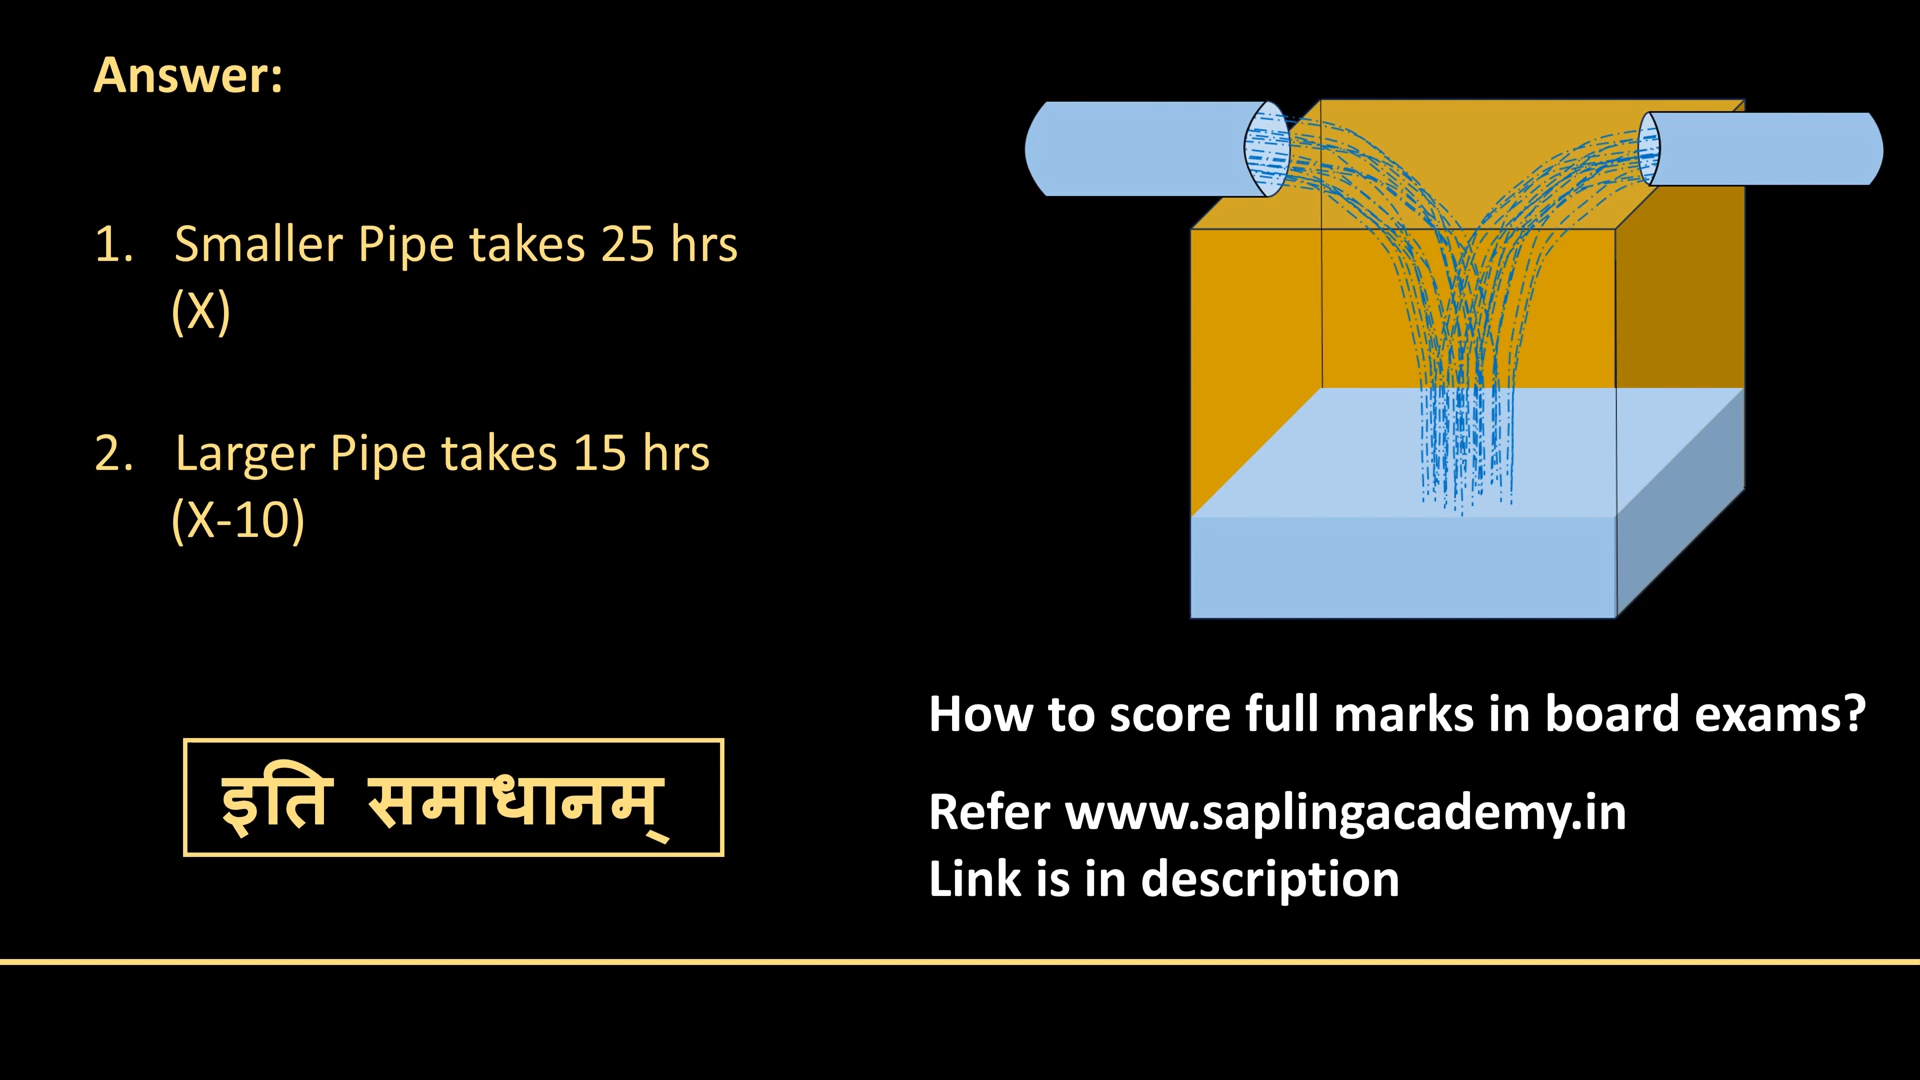 Answer:
1. Smaller Pipe takes 25 hrs
(X)
2. Larger Pipe takes 15 hrs
(X-10)
इति समाधानम्
How to score full marks in board exams?
Refer www.saplingacademy.in
Link is in description